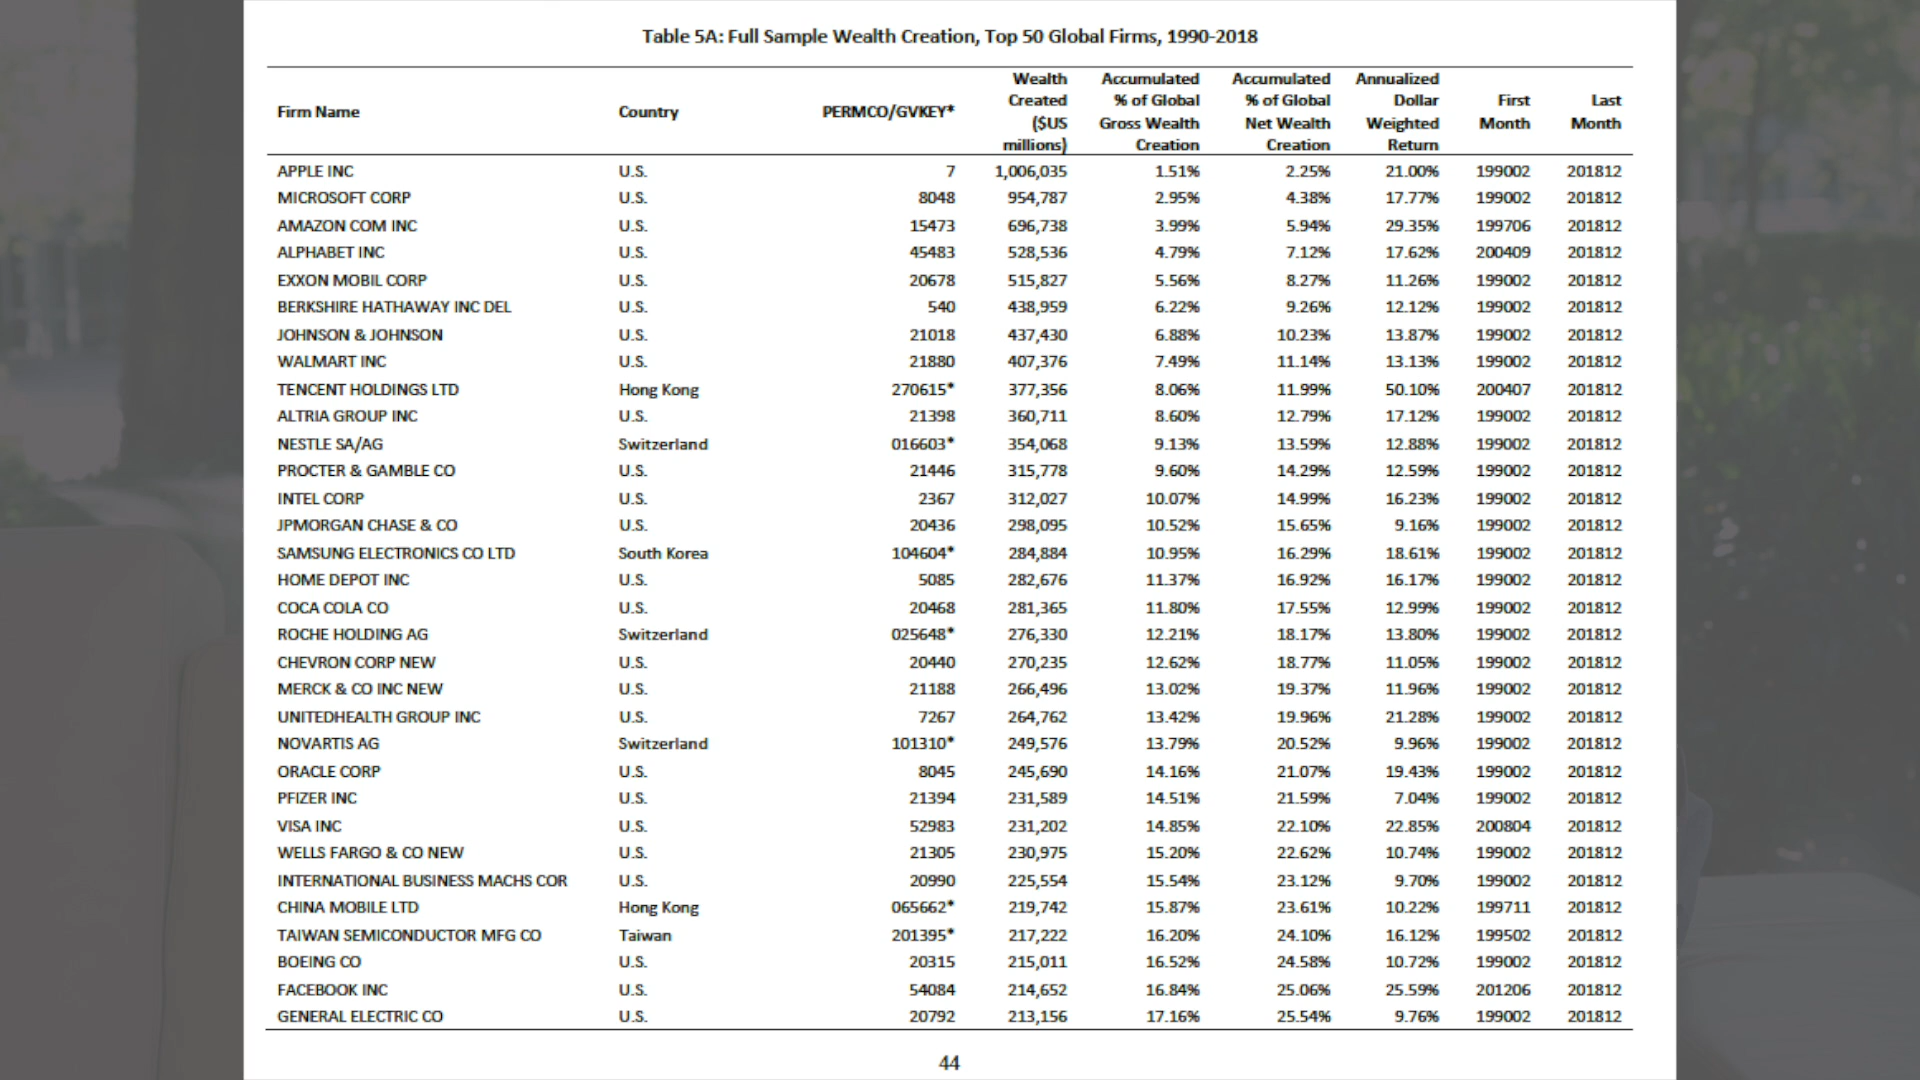 Table 5A: Full Sample Wealth Creation, Top 50 Global Firms, 1990-2018
Firm Name Country PERMCO/GVKEY* Wealth Created ($US millions) Accumulated % of Global Gross Wealth Creation Accumulated % of Global Net Wealth Creation Annualized Dollar Weighted Return First Month Last Month
APPLE INC U.S. 7 1,006,035 1.51% 2.25% 21.00% 199002 201812
MICROSOFT CORP U.S. 8048 954,787 2.95% 4.38% 17.77% 199002 201812
AMAZON COM INC U.S. 15473 696,738 3.99% 5.94% 29.35% 199706 201812
ALPHABET INC U.S. 45483 528,536 4.79% 7.12% 17.62% 200409 201812
EXXON MOBIL CORP U.S. 20678 515,827 5.56% 8.27% 11.26% 199002 201812
BERKSHIRE HATHAWAY INC DEL U.S. 540 438,959 6.22% 9.26% 12.12% 199002 201812
JOHNSON & JOHNSON U.S. 21018 437,430 6.88% 10.23% 13.87% 199002 201812
WALMART INC U.S. 21880 407,376 7.49% 11.14% 13.13% 199002 201812
TENCENT HOLDINGS LTD Hong Kong 270615* 377,356 8.06% 11.99% 50.10% 200407 201812
ALTRIA GROUP INC U.S. 21398 360,711 8.60% 12.79% 17.12% 199002 201812
NESTLE SA/AG Switzerland 016603* 354,068 9.13% 13.59% 12.88% 199002 201812
PROCTER & GAMBLE CO U.S. 21446 315,778 9.60% 14.29% 12.59% 199002 201812
INTEL CORP U.S. 2367 312,027 10.07% 14.99% 16.23% 199002 201812
JPMORGAN CHASE & CO U.S. 20436 298,095 10.52% 15.65% 9.16% 199002 201812
SAMSUNG ELECTRONICS CO LTD South Korea 104604* 284,884 10.95% 16.29% 18.61% 199002 201812
HOME DEPOT INC U.S. 5085 282,676 11.37% 16.92% 16.17% 199002 201812
COCA COLA CO U.S. 20468 281,365 11.80% 17.55% 12.99% 199002 201812
ROCHE HOLDING AG Switzerland 025648* 276,330 12.21% 18.17% 13.80% 199002 201812
CHEVRON CORP NEW U.S. 20440 270,235 12.62% 18.77% 11.05% 199002 201812
MERCK & CO INC NEW U.S. 21188 266,496 13.02% 19.37% 11.96% 199002 201812
UNITEDHEALTH GROUP INC U.S. 7267 264,762 13.42% 19.96% 21.28% 199002 201812
NOVARTIS AG Switzerland 101310* 249,576 13.79% 20.52% 9.96% 199002 201812
ORACLE CORP U.S. 8045 245,690 14.16% 21.07% 19.43% 199002 201812
PFIZER INC U.S. 21394 231,589 14.51% 21.59% 7.04% 199002 201812
VISA INC U.S. 52983 231,202 14.85% 22.10% 22.85% 200804 201812
WELLS FARGO & CO NEW U.S. 21305 230,975 15.20% 22.62% 10.74% 199002 201812
INTERNATIONAL BUSINESS MACHS COR U.S. 20990 225,554 15.54% 23.12% 9.70% 199002 201812
CHINA MOBILE LTD Hong Kong 065662* 219,742 15.87% 23.61% 10.22% 199711 201812
TAIWAN SEMICONDUCTOR MFG CO Taiwan 201395* 217,222 16.20% 24.10% 16.12% 199502 201812
BOEING CO U.S. 20315 215,011 16.52% 24.58% 10.72% 199002 201812
FACEBOOK INC U.S. 54084 214,652 16.84% 25.06% 25.59% 201206 201812
GENERAL ELECTRIC CO U.S. 20792 213,156 17.16% 25.54% 9.76% 199002 201812
44